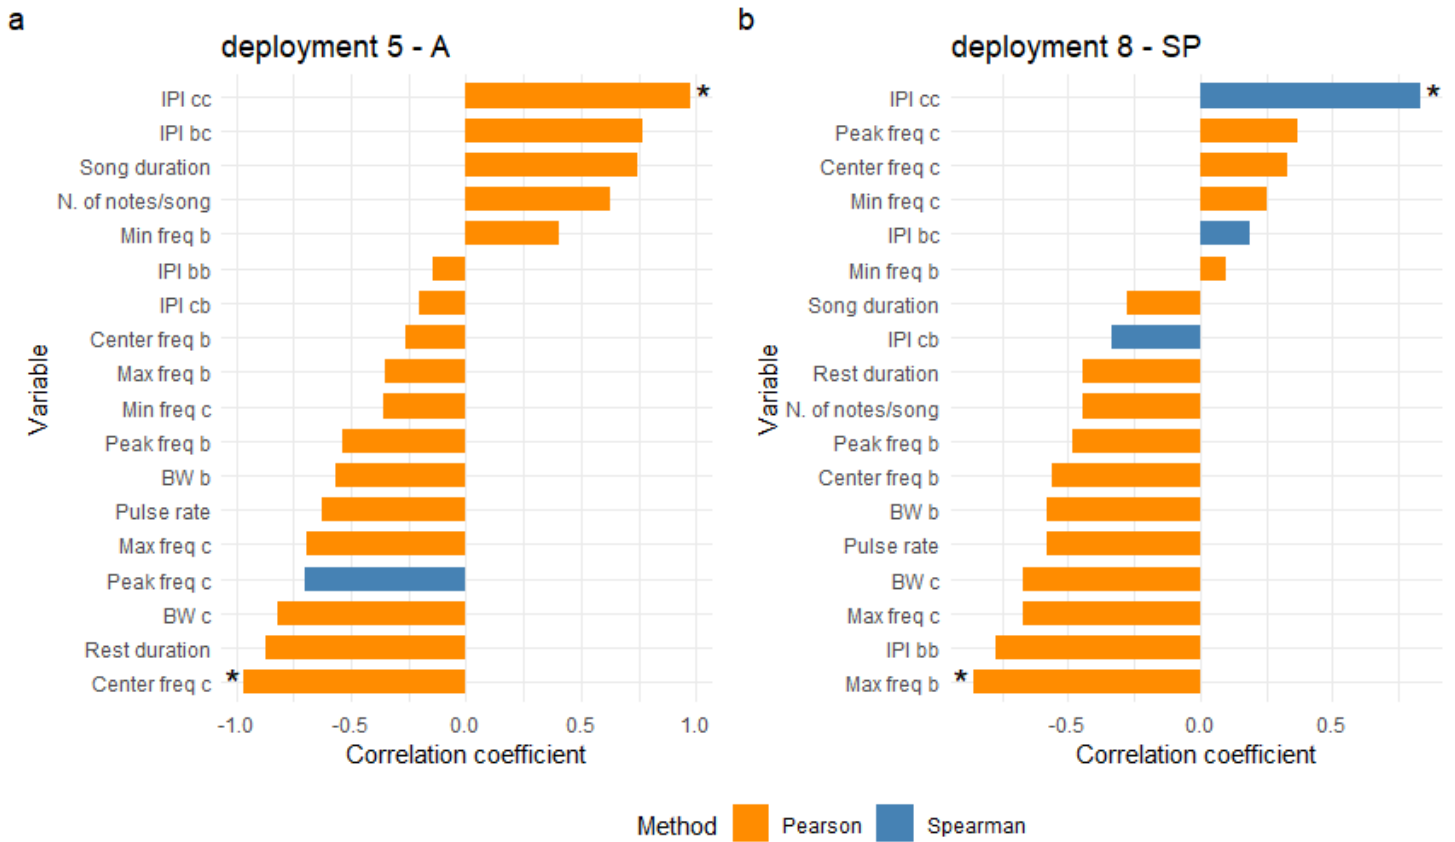 a
deployment 5 - A
Variable
IPI cc
*
IPI bc
Song duration
N. of notes/song
Min freq b
IPI bb
IPI cb
Center freq b
Max freq b
Min freq c
Peak freq b
BW b
Pulse rate
Max freq c
Peak freq c
BW c
Rest duration
Center freq c
*
-1.0 -0.5 0.0 0.5 1.0
Correlation coefficient
b
deployment 8 - SP
Variable
IPI cc
*
Peak freq c
Center freq c
Min freq c
IPI bc
Min freq b
Song duration
IPI cb
Rest duration
N. of notes/song
Peak freq b
Center freq b
BW b
Pulse rate
BW c
Max freq c
IPI bb
Max freq b
*
-0.5 0.0 0.5
Correlation coefficient
Method Pearson Spearman